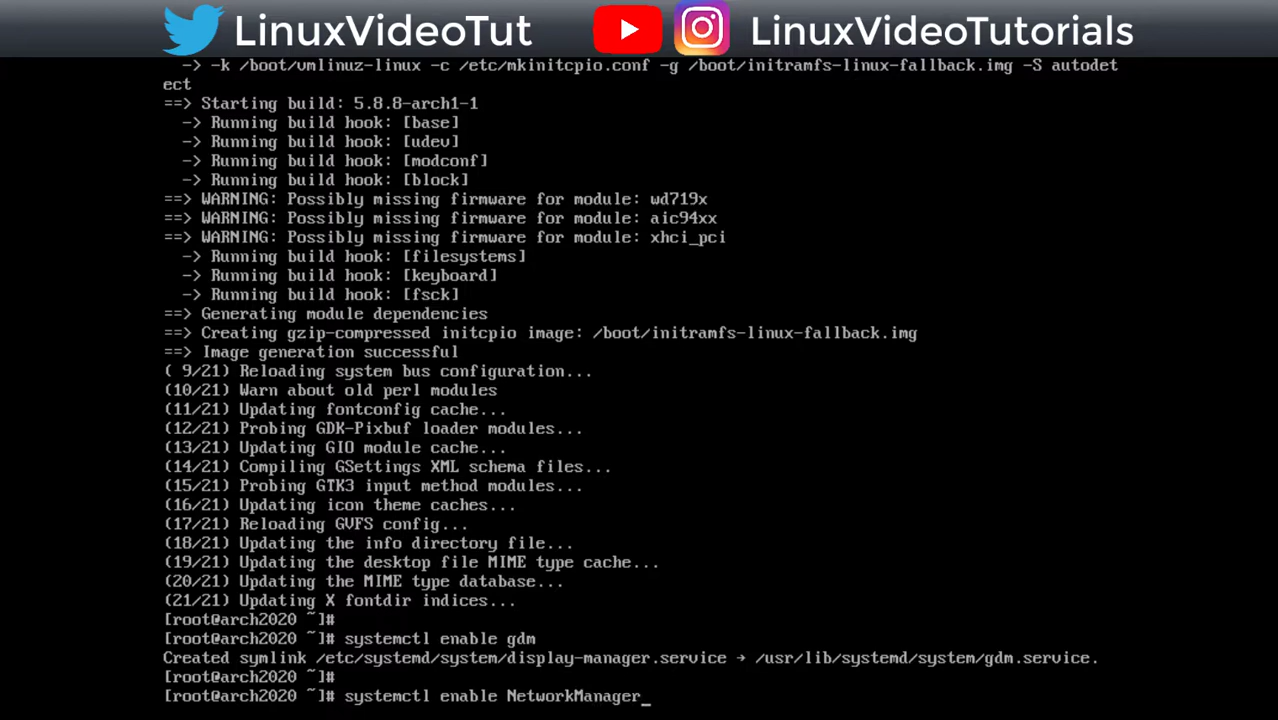 LinuxVideoTut LinuxVideoTutorials
-> -k /boot/vmlinuz-linux -c /etc/mkinitcpio.conf -g /boot/initramfs-linux-fallback.img -S autodet
ect
==> Starting build: 5.8.8-arch1-1
-> Running build hook: [base]
-> Running build hook: [udev]
-> Running build hook: [modconf]
-> Running build hook: [block]
==> WARNING: Possibly missing firmware for module: wd719x
==> WARNING: Possibly missing firmware for module: aic94xx
==> WARNING: Possibly missing firmware for module: xhci_pci
-> Running build hook: [filesystems]
-> Running build hook: [keyboard]
-> Running build hook: [fsck]
==> Generating module dependencies
==> Creating gzip-compressed initcpio image: /boot/initramfs-linux-fallback.img
==> Image generation successful
( 9/21) Reloading system bus configuration...
(10/21) Warn about old perl modules
(11/21) Updating fontconfig cache...
(12/21) Probing GDK-Pixbuf loader modules...
(13/21) Updating GIO module cache...
(14/21) Compiling GSettings XML schema files...
(15/21) Probing GTK3 input method modules...
(16/21) Updating icon theme caches...
(17/21) Reloading GVFS config...
(18/21) Updating the info directory file...
(19/21) Updating the desktop file MIME type cache...
(20/21) Updating the MIME type database...
(21/21) Updating X fontdir indices...
[root@arch2020 ~]#
[root@arch2020 ~]# systemctl enable gdm
Created symlink /etc/systemd/system/display-manager.service → /usr/lib/systemd/system/gdm.service.
[root@arch2020 ~]#
[root@arch2020 ~]# systemctl enable NetworkManager_